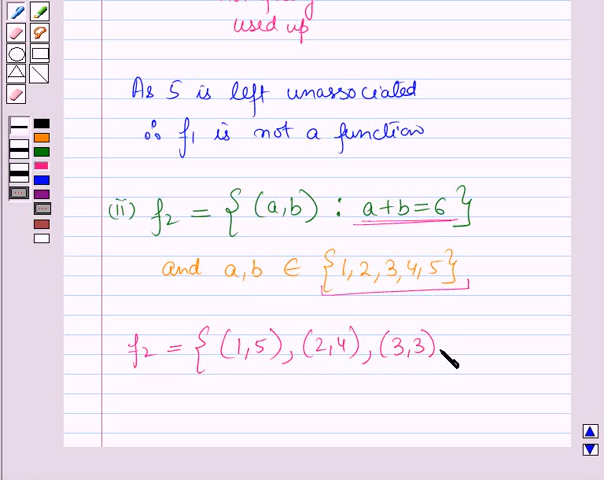 used up
As 5 is left unassociated
∴ f₁ is not a function
(ii) f₂ = { (a,b) : a+b=6 }
and a,b ∈ {1,2,3,4,5}
f₂ = { (1,5), (2,4), (3,3)